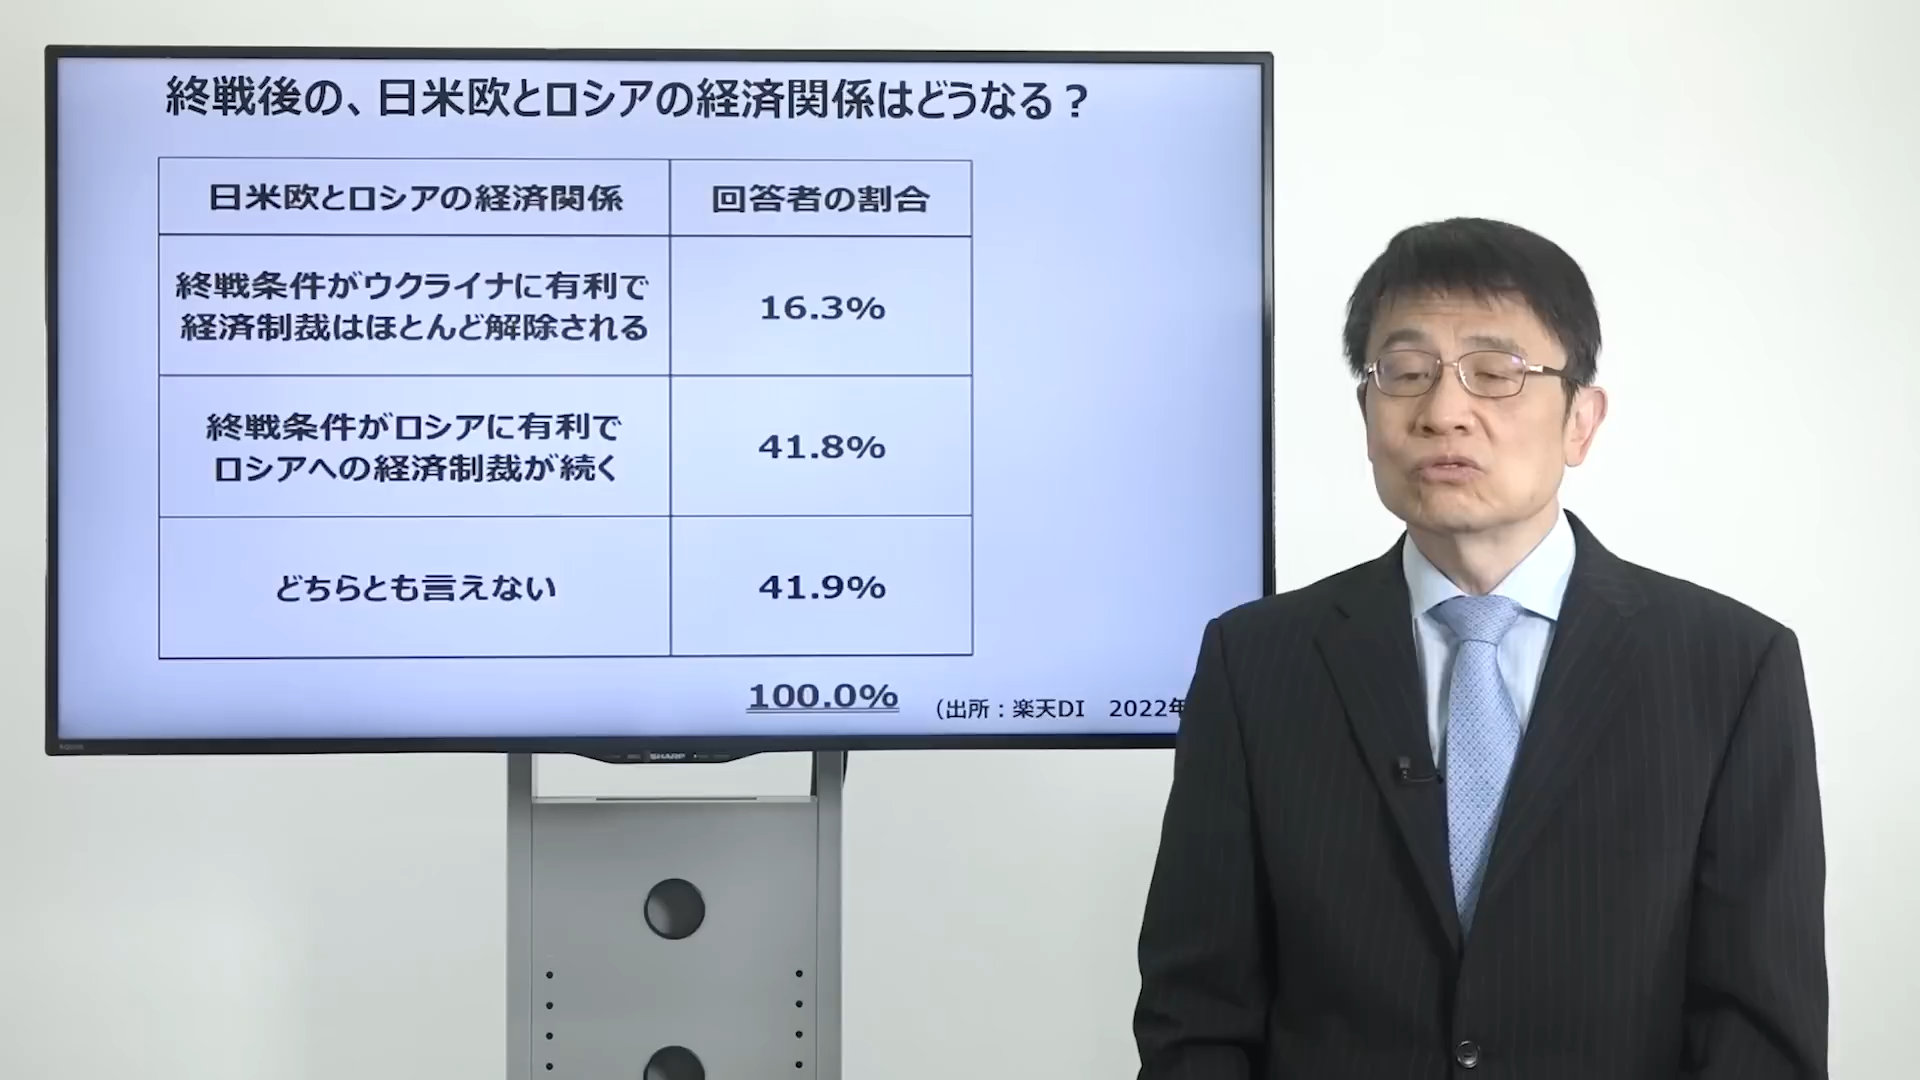 終戦後の、日米欧とロシアの経済関係はどうなる？
日米欧とロシアの経済関係
回答者の割合
終戦条件がウクライナに有利で
経済制裁はほとんど解除される
16.3%
終戦条件がロシアに有利で
ロシアへの経済制裁が続く
41.8%
どちらとも言えない
41.9%
100.0%
（出所：楽天DI　2022年
SHARP